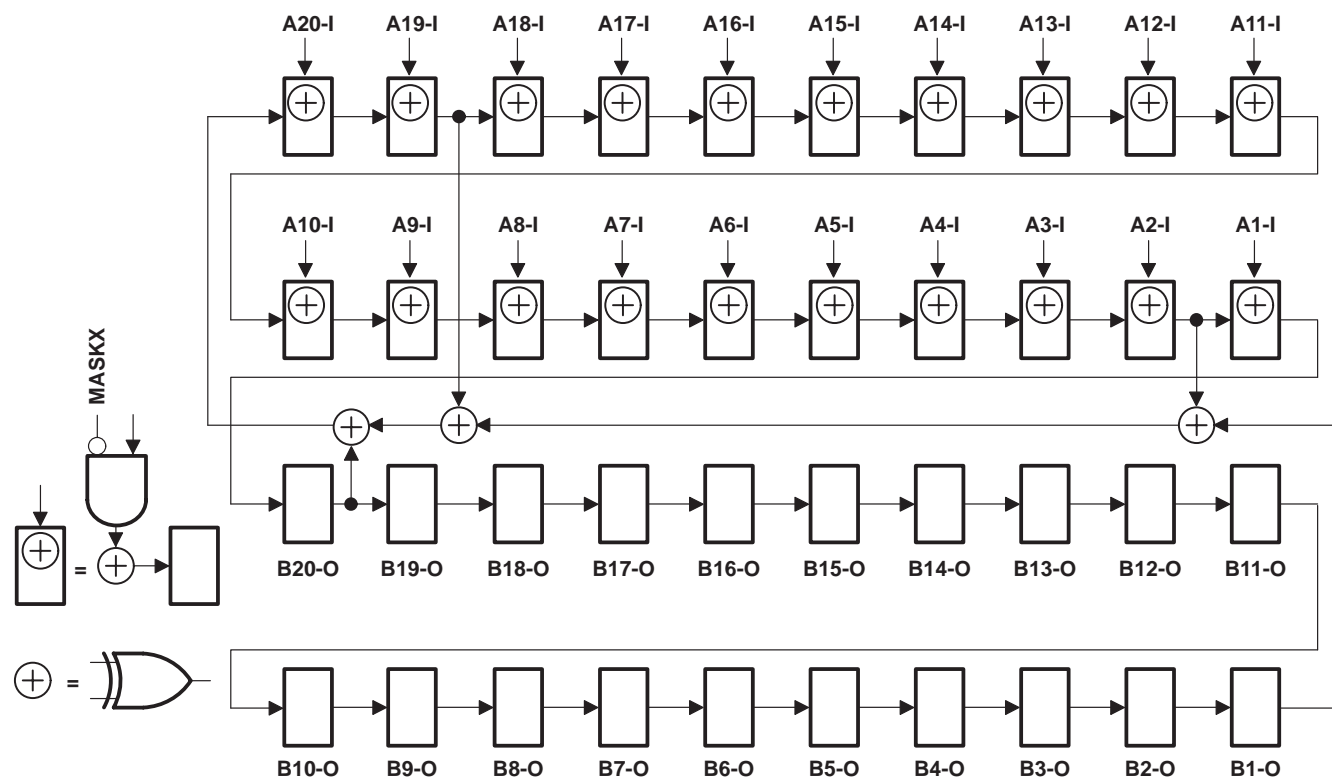 A20-I A19-I A18-I A17-I A16-I A15-I A14-I A13-I A12-I A11-I
A10-I A9-I A8-I A7-I A6-I A5-I A4-I A3-I A2-I A1-I
MASKX
=
B20-O B19-O B18-O B17-O B16-O B15-O B14-O B13-O B12-O B11-O
=
B10-O B9-O B8-O B7-O B6-O B5-O B4-O B3-O B2-O B1-O